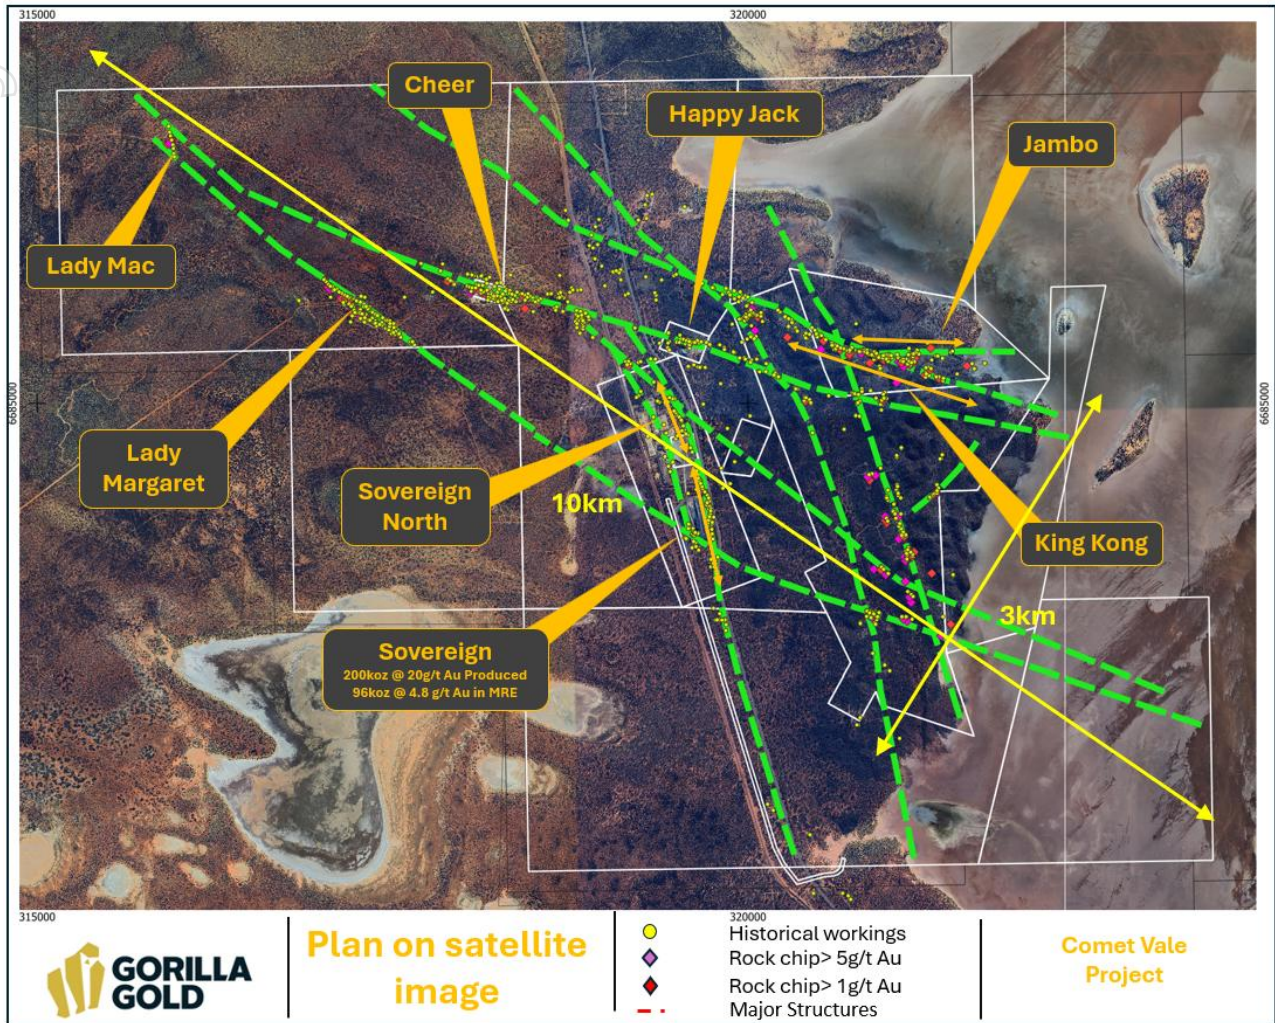 315000
320000
Cheer
Happy Jack
Jambo
Lady Mac
6685000
6685000
Lady
Margaret
Sovereign
North
10km
King Kong
3km
Sovereign
200koz @ 20g/t Au Produced
96koz @ 4.8 g/t Au in MRE
315000
320000
GORILLA
GOLD
Plan on satellite
image
Historical workings
Rock chip> 5g/t Au
Rock chip> 1g/t Au
Major Structures
Comet Vale
Project